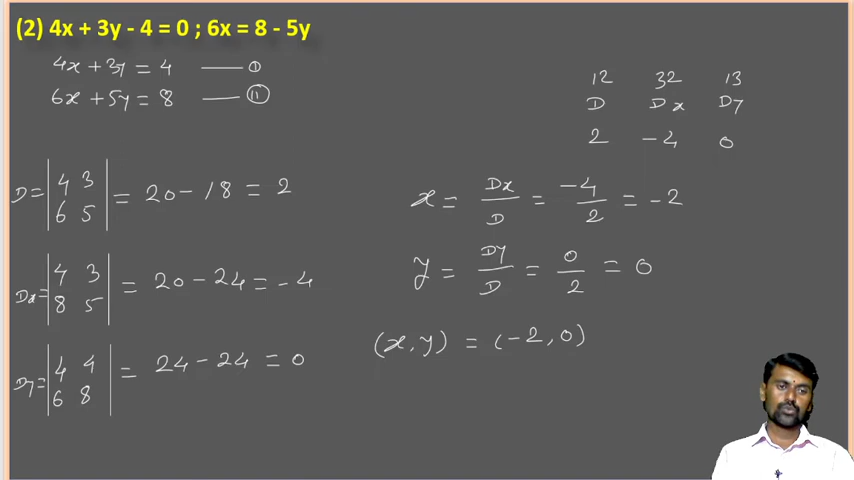 (2) 4x + 3y - 4 = 0 ; 6x = 8 - 5y
4x + 3y = 4 —— ①
6x + 5y = 8 —— ⑪
12 32 13
D Dx Dy
2 -4 0
D = |4 3| = 20 - 18 = 2
|6 5|
Dx = |4 3| = 20 - 24 = -4
|8 5|
Dy = |4 4| = 24 - 24 = 0
|6 8|
x = Dx/D = -4/2 = -2
y = Dy/D = 0/2 = 0
(x, y) = (-2, 0)